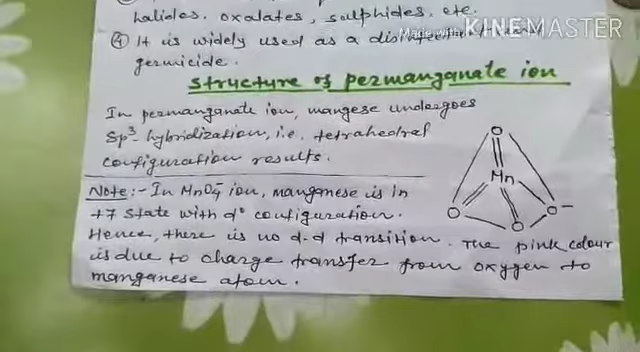 halides, oxalates, sulphides, etc.
④ It is widely used as a disinfectant
germicide.
Made with KINEMASTER
Structure of permanganate ion
In permanganate ion, mangese undergoes
Sp³-hybridization, i.e. tetrahedral
configuration results.
Note:- In MnO₄⁻ ion, manganese is in
+7 state with d⁰ configuration.
Hence, there is no d-d transition. The pink colour
is due to charge transfer from oxygen to
manganese atom.
O
Mn
O
O
O⁻